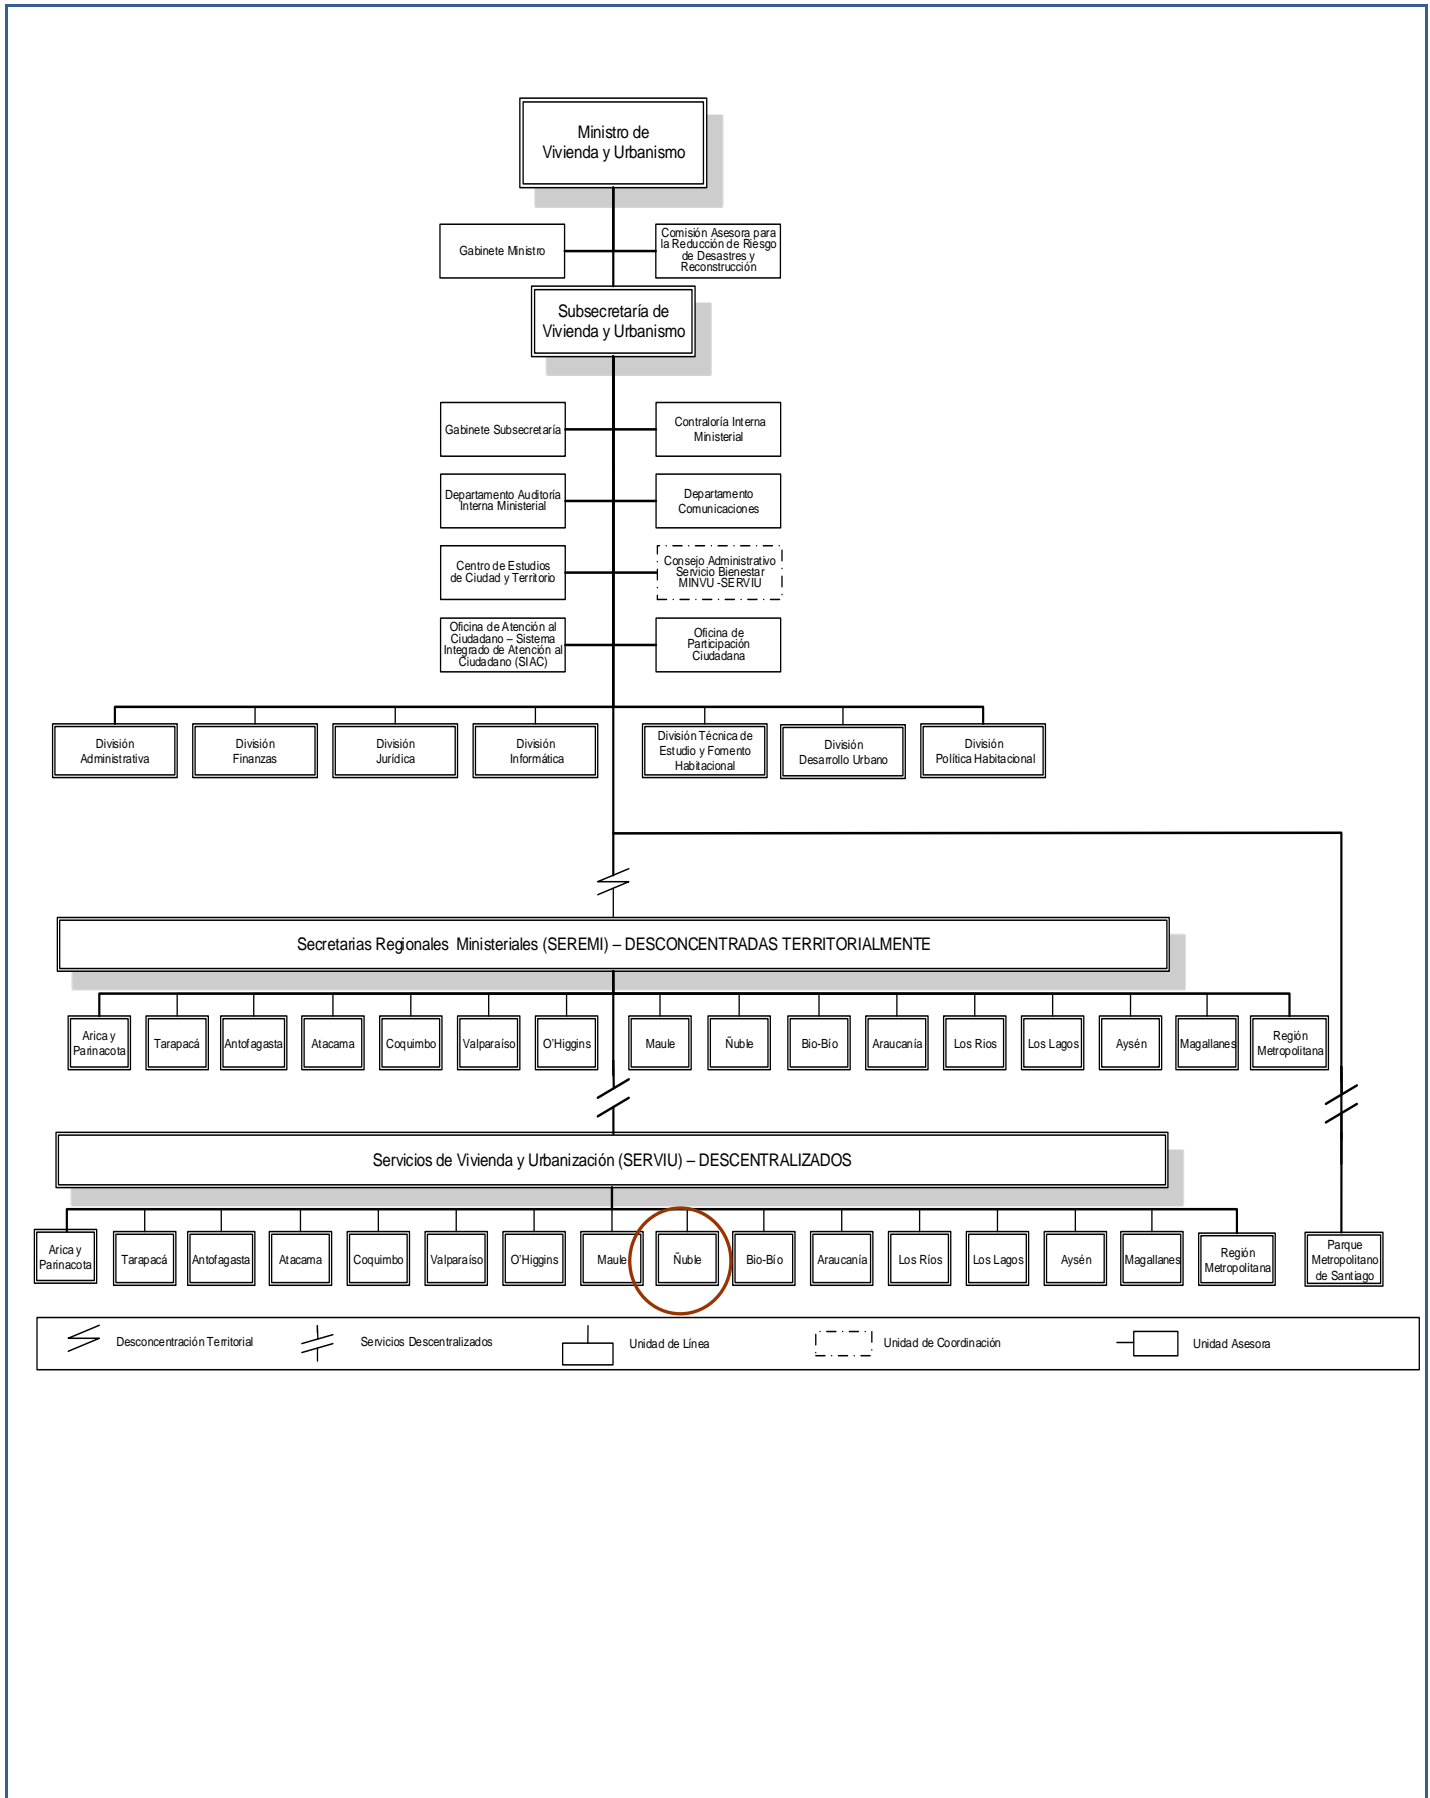 Ministro de
Vivienda y Urbanismo
Gabinete Ministro
Comisión Asesora para
la Reducción de Riesgo
de Desastres y
Reconstrucción
Subsecretaría de
Vivienda y Urbanismo
Gabinete Subsecretaría
Contraloría Interna
Ministerial
Departamento Auditoría
Interna Ministerial
Departamento
Comunicaciones
Centro de Estudios
de Ciudad y Territorio
Consejo Administrativo
Servicio Bienestar
MINVU -SERVIU
Oficina de Atención al
Ciudadano – Sistema
Integrado de Atención al
Ciudadano (SIAC)
Oficina de
Participación
Ciudadana
División
Administrativa
División
Finanzas
División
Jurídica
División
Informática
División Técnica de
Estudio y Fomento
Habitacional
División
Desarrollo Urbano
División
Política Habitacional
Secretarias Regionales Ministeriales (SEREMI) – DESCONCENTRADAS TERRITORIALMENTE
Arica y
Parinacota
Tarapacá
Antofagasta
Atacama
Coquimbo
Valparaíso
O'Higgins
Maule
Ñuble
Bio-Bío
Araucanía
Los Rios
Los Lagos
Aysén
Magallanes
Región
Metropolitana
Servicios de Vivienda y Urbanización (SERVIU) – DESCENTRALIZADOS
Arica y
Parinacota
Tarapacá
Antofagasta
Atacama
Coquimbo
Valparaíso
O'Higgins
Maule
Ñuble
Bio-Bío
Araucanía
Los Ríos
Los Lagos
Aysén
Magallanes
Región
Metropolitana
Parque
Metropolitano
de Santiago
Desconcentración Territorial
Servicios Descentralizados
Unidad de Línea
Unidad de Coordinación
Unidad Asesora